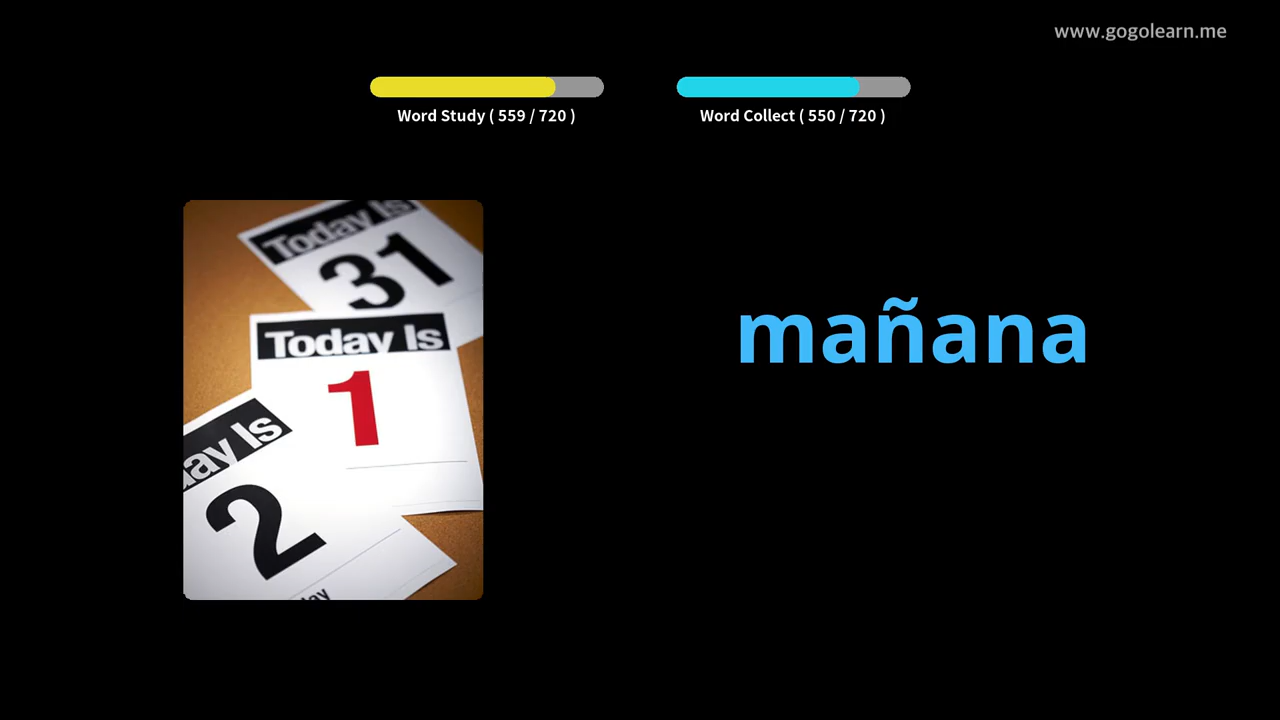 www.gogolearn.me
Word Study ( 559 / 720 )
Word Collect ( 550 / 720 )
Today Is
31
Today Is
1
ay Is
2
ay
mañana